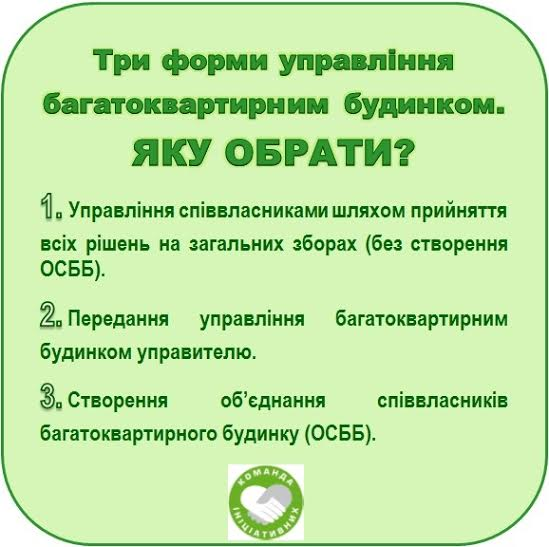 Три форми управління
багатоквартирним будинком.
ЯКУ ОБРАТИ?
1. Управління співвласниками шляхом прийняття
всіх рішень на загальних зборах (без створення
ОСББ).
2. Передання управління багатоквартирним
будинком управителю.
3. Створення об’єднання співвласників
багатоквартирного будинку (ОСББ).
КОМАНДА
ІНІЦІАТИВНИХ